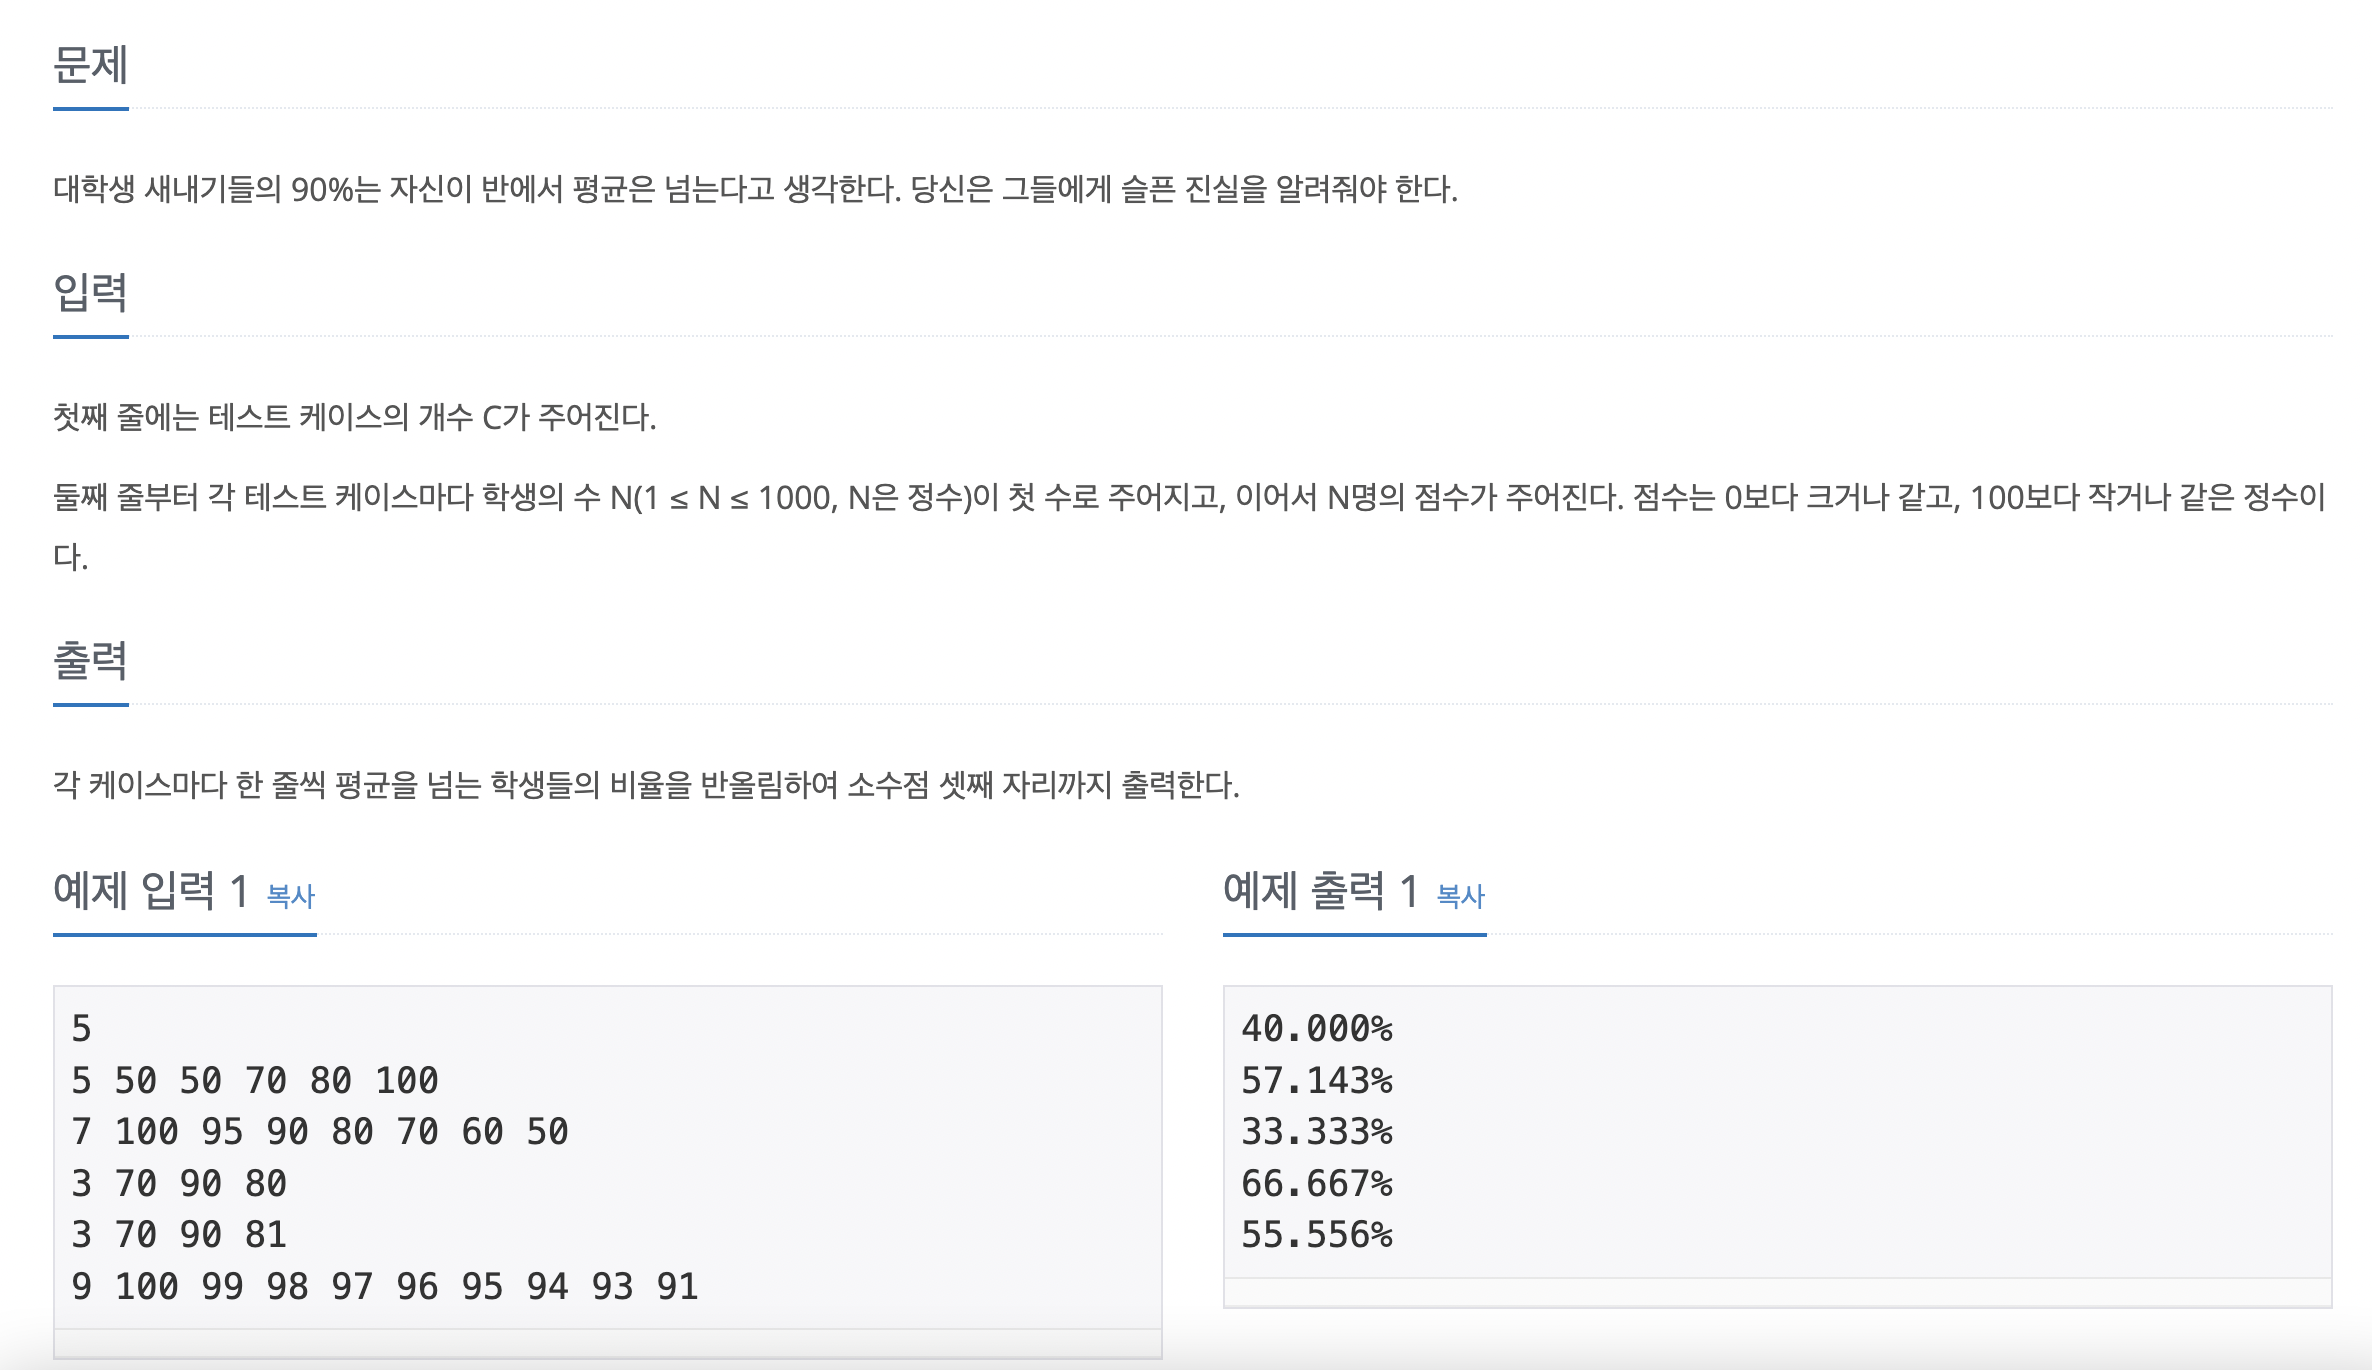 문제
대학생 새내기들의 90%는 자신이 반에서 평균은 넘는다고 생각한다. 당신은 그들에게 슬픈 진실을 알려줘야 한다.
입력
첫째 줄에는 테스트 케이스의 개수 C가 주어진다.
둘째 줄부터 각 테스트 케이스마다 학생의 수 N(1 ≤ N ≤ 1000, N은 정수)이 첫 수로 주어지고, 이어서 N명의 점수가 주어진다. 점수는 0보다 크거나 같고, 100보다 작거나 같은 정수이
다.
출력
각 케이스마다 한 줄씩 평균을 넘는 학생들의 비율을 반올림하여 소수점 셋째 자리까지 출력한다.
예제 입력 1 복사
5
5 50 50 70 80 100
7 100 95 90 80 70 60 50
3 70 90 80
3 70 90 81
9 100 99 98 97 96 95 94 93 91
예제 출력 1 복사
40.000%
57.143%
33.333%
66.667%
55.556%